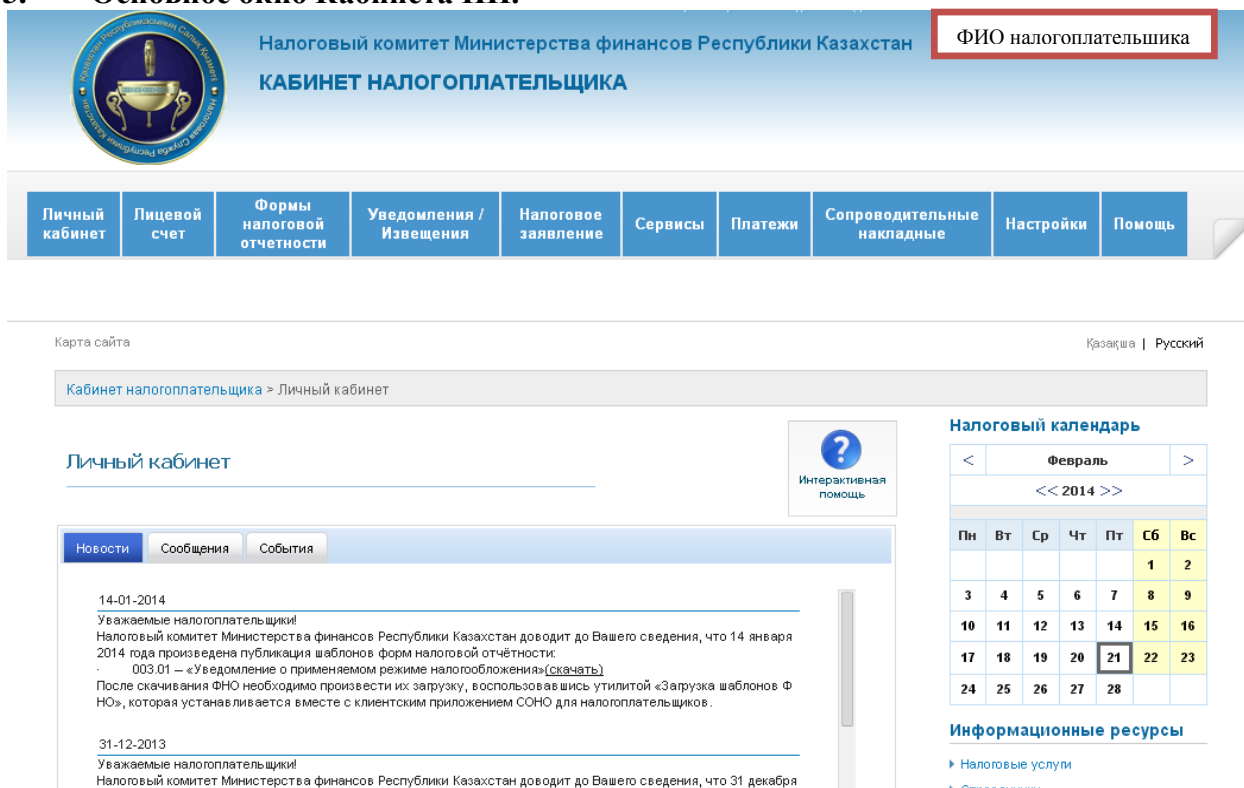 Основное окно Кабинета НП.
ФИО налогоплательщика
Налоговый комитет Министерства финансов Республики Казахстан
КАБИНЕТ НАЛОГОПЛАТЕЛЬЩИКА
Личный кабинет
Лицевой счет
Формы налоговой отчетности
Уведомления / Извещения
Налоговое заявление
Сервисы
Платежи
Сопроводительные накладные
Настройки
Помощь
Карта сайта
Қазақша | Русский
Кабинет налогоплательщика > Личный кабинет
Личный кабинет
Интерактивная помощь
Новости Сообщения События
14-01-2014
Уважаемые налогоплательщики!
Налоговый комитет Министерства финансов Республики Казахстан доводит до Вашего сведения, что 14 января
2014 года произведена публикация шаблонов форм налоговой отчётности:
· 003.01 – «Уведомление о применяемом режиме налогообложения»(скачать)
После скачивания ФНО необходимо произвести их загрузку, воспользовавшись утилитой «Загрузка шаблонов Ф
НО», которая устанавливается вместе с клиентским приложением СОНО для налогоплательщиков.
31-12-2013
Уважаемые налогоплательщики!
Налоговый комитет Министерства финансов Республики Казахстан доводит до Вашего сведения, что 31 декабря
Налоговый календарь
< Февраль >
<< 2014 >>
Пн Вт Ср Чт Пт Сб Вс
1 2
3 4 5 6 7 8 9
10 11 12 13 14 15 16
17 18 19 20 21 22 23
24 25 26 27 28
Информационные ресурсы
Налоговые услуги